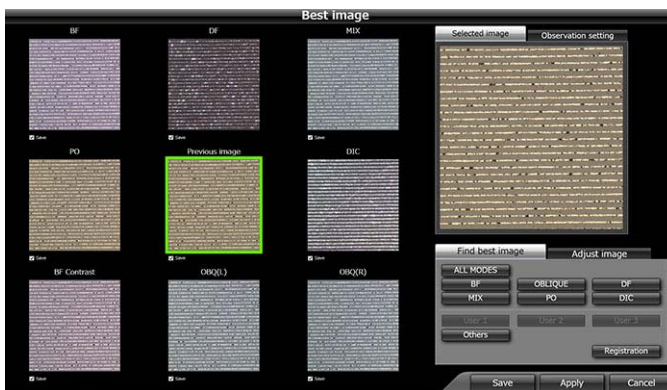 Best image
BF DF MIX
Save Save Save
PO Previous image DIC
Save Save Save
BF Contrast OBQ(L) OBQ(R)
Save Save Save
Selected image Observation setting
Find best image Adjust image
ALL MODES
BF OBLIQUE DF
MIX PO DIC
User 1 User 2 User 3
Others
Registration
Save Apply Cancel